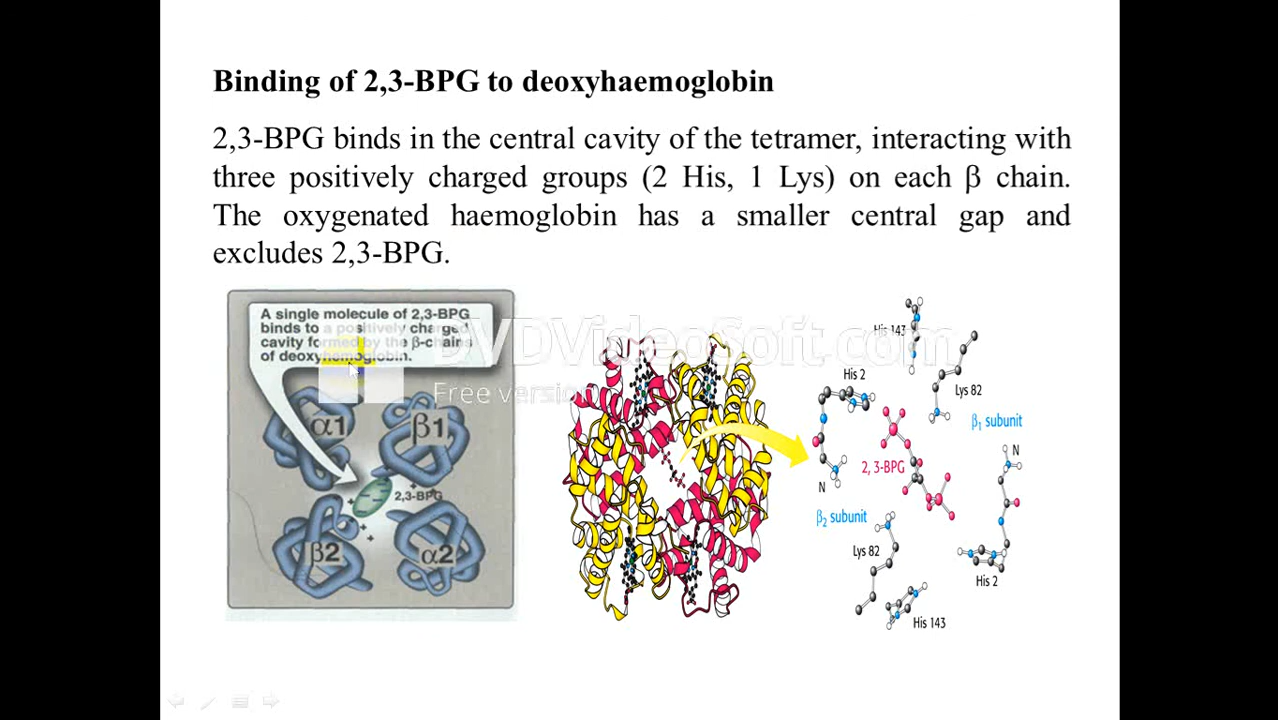 Binding of 2,3-BPG to deoxyhaemoglobin
2,3-BPG binds in the central cavity of the tetramer, interacting with
three positively charged groups (2 His, 1 Lys) on each β chain.
The oxygenated haemoglobin has a smaller central gap and
excludes 2,3-BPG.
A single molecule of 2,3-BPG
binds to a positively charged
cavity formed by the β-chains
of deoxyhemoglobin.
α1
β1
2,3-BPG
β2
α2
DVDVideoSoft.com
Free version
His 143
His 2
Lys 82
β1 subunit
N
2, 3-BPG
N
β2 subunit
Lys 82
His 2
His 143